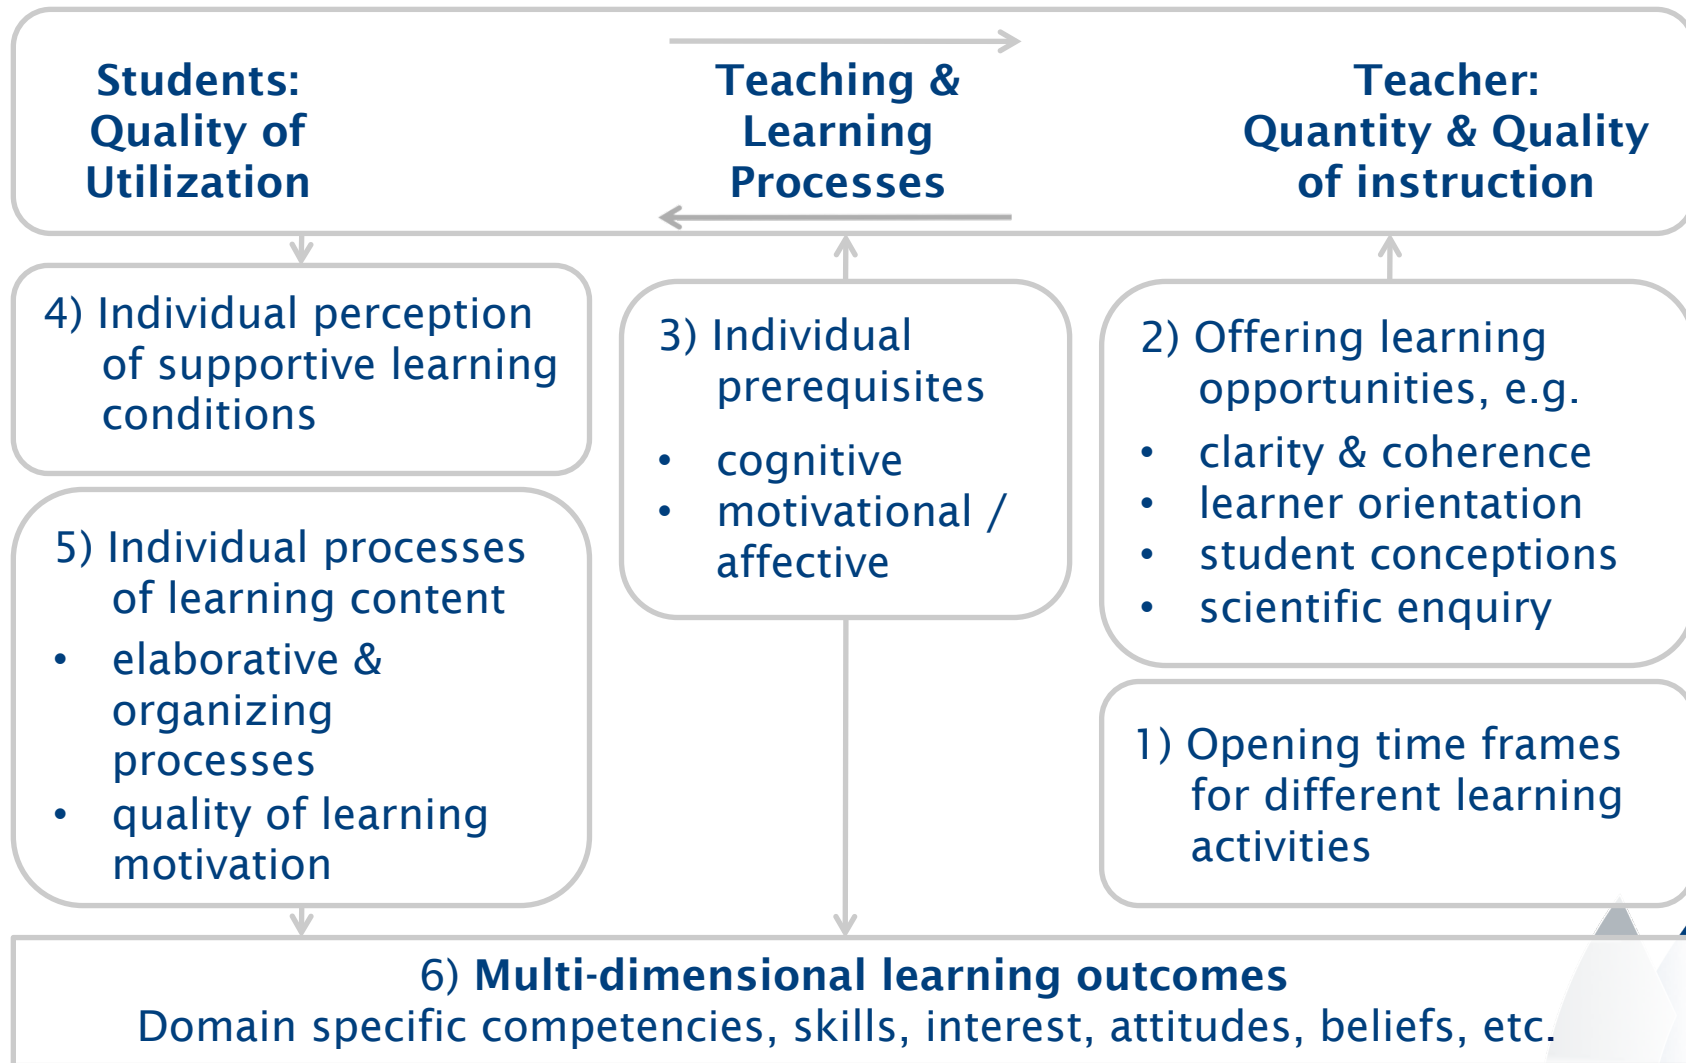 Students:
Quality of
Utilization
Teaching &
Learning
Processes
Teacher:
Quantity & Quality
of instruction
4) Individual perception
of supportive learning
conditions
5) Individual processes
of learning content
• elaborative &
organizing
processes
• quality of learning
motivation
3) Individual
prerequisites
• cognitive
• motivational /
affective
2) Offering learning
opportunities, e.g.
• clarity & coherence
• learner orientation
• student conceptions
• scientific enquiry
1) Opening time frames
for different learning
activities
6) Multi-dimensional learning outcomes
Domain specific competencies, skills, interest, attitudes, beliefs, etc.